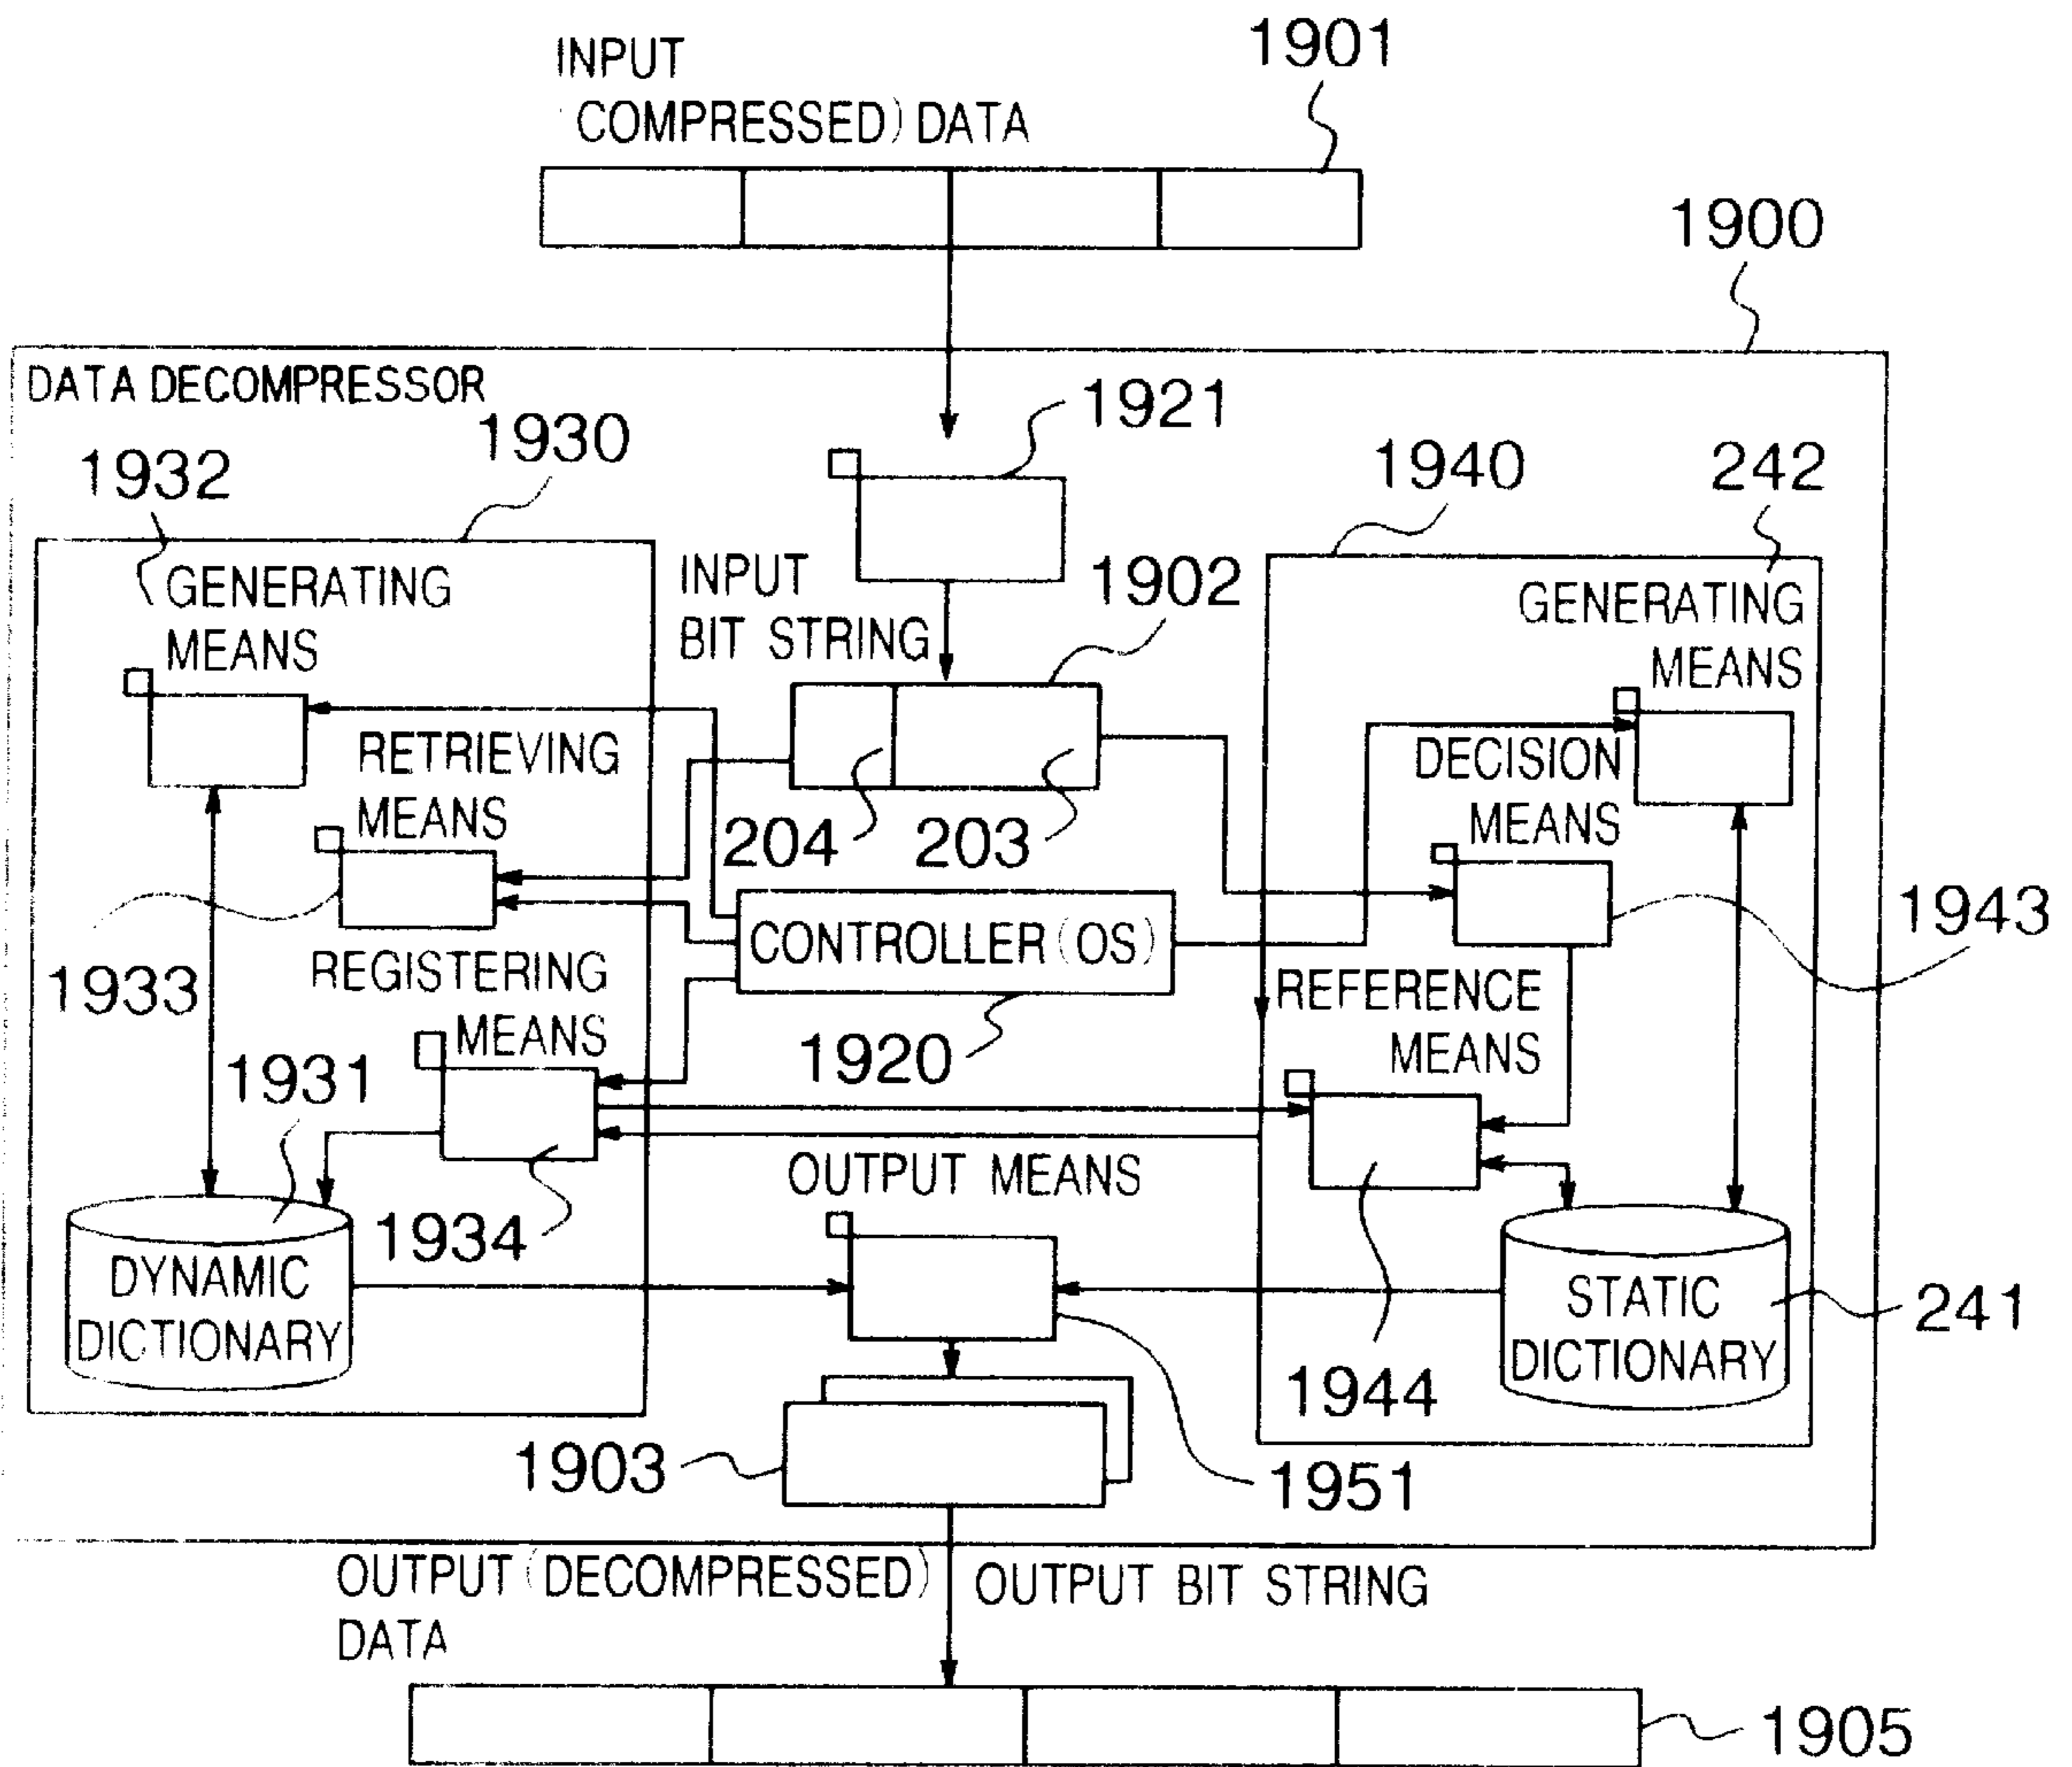 INPUT
COMPRESSED) DATA
1901
1900
DATA DECOMPRESSOR
1921
1930
1932
1940
242
GENERATING
MEANS
INPUT
BIT STRING
1902
GENERATING
MEANS
RETRIEVING
MEANS
204
203
DECISION
MEANS
1933
CONTROLLER (OS)
1943
REGISTERING
MEANS
1920
REFERENCE
MEANS
1931
1934
OUTPUT MEANS
1944
DYNAMIC
DICTIONARY
STATIC
DICTIONARY
241
1903
1951
OUTPUT (DECOMPRESSED)
DATA
OUTPUT BIT STRING
1905